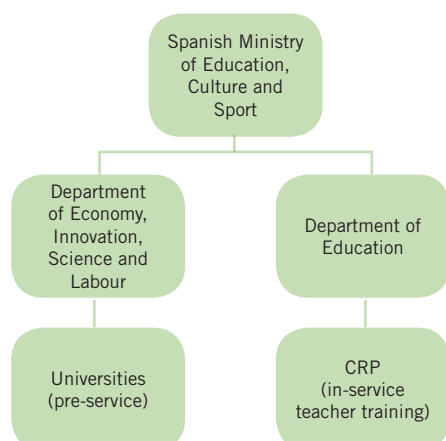 Spanish Ministry
of Education,
Culture and
Sport
Department
of Economy,
Innovation,
Science and
Labour
Department of
Education
Universities
(pre-service)
CRP
(in-service
teacher training)